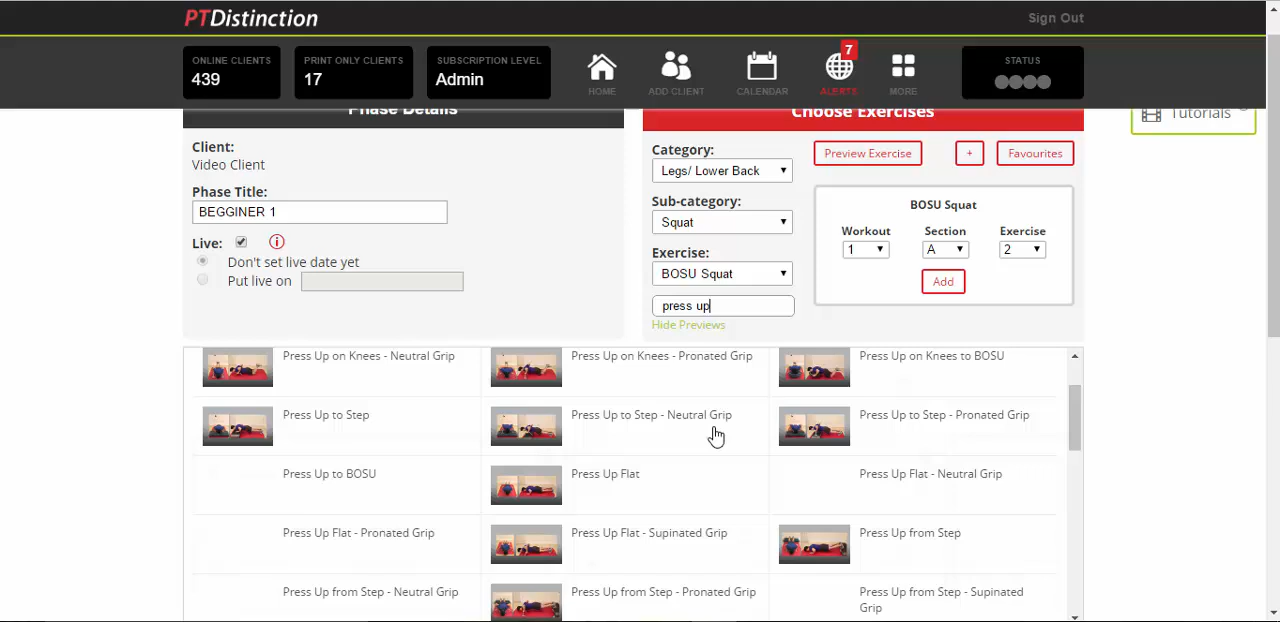 PTDistinction
Sign Out
ONLINE CLIENTS
439
PRINT ONLY CLIENTS
17
SUBSCRIPTION LEVEL
Admin
HOME
ADD CLIENT
CALENDAR
7
ALERTS
MORE
STATUS
Phase Details
Client:
Video Client
Phase Title:
BEGGINER 1
Live:
i
Don't set live date yet
Put live on
Choose Exercises
Category:
Legs/ Lower Back
Sub-category:
Squat
Exercise:
BOSU Squat
press up
Hide Previews
Preview Exercise
+
Favourites
BOSU Squat
Workout Section Exercise
1 A 2
Add
Tutorials
Press Up on Knees - Neutral Grip
Press Up on Knees - Pronated Grip
Press Up on Knees to BOSU
Press Up to Step
Press Up to Step - Neutral Grip
Press Up to Step - Pronated Grip
Press Up to BOSU
Press Up Flat
Press Up Flat - Neutral Grip
Press Up Flat - Pronated Grip
Press Up Flat - Supinated Grip
Press Up from Step
Press Up from Step - Neutral Grip
Press Up from Step - Pronated Grip
Press Up from Step - Supinated
Grip